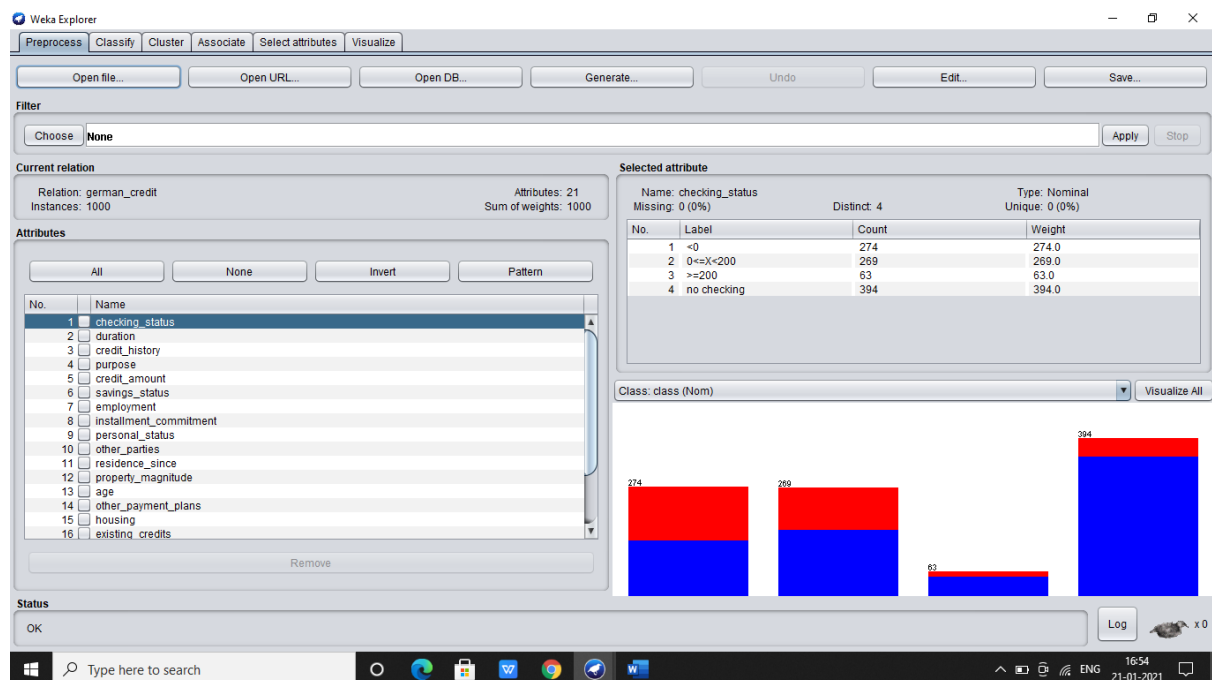 Weka Explorer
Preprocess Classify Cluster Associate Select attributes Visualize
Open file... Open URL... Open DB... Generate... Undo Edit... Save...
Filter
Choose None Apply Stop
Current relation
Relation: german_credit Attributes: 21
Instances: 1000 Sum of weights: 1000
Attributes
All None Invert Pattern
No. Name
1 checking_status
2 duration
3 credit_history
4 purpose
5 credit_amount
6 savings_status
7 employment
8 installment_commitment
9 personal_status
10 other_parties
11 residence_since
12 property_magnitude
13 age
14 other_payment_plans
15 housing
16 existing_credits
Remove
Selected attribute
Name: checking_status Type: Nominal
Missing: 0 (0%) Distinct: 4 Unique: 0 (0%)
No. Label Count Weight
1 <0 274 274.0
2 0<=X<200 269 269.0
3 >=200 63 63.0
4 no checking 394 394.0
Class: class (Nom) Visualize All
394
274 269
63
Status
OK Log x 0
Type here to search ENG 16:54
21-01-2021